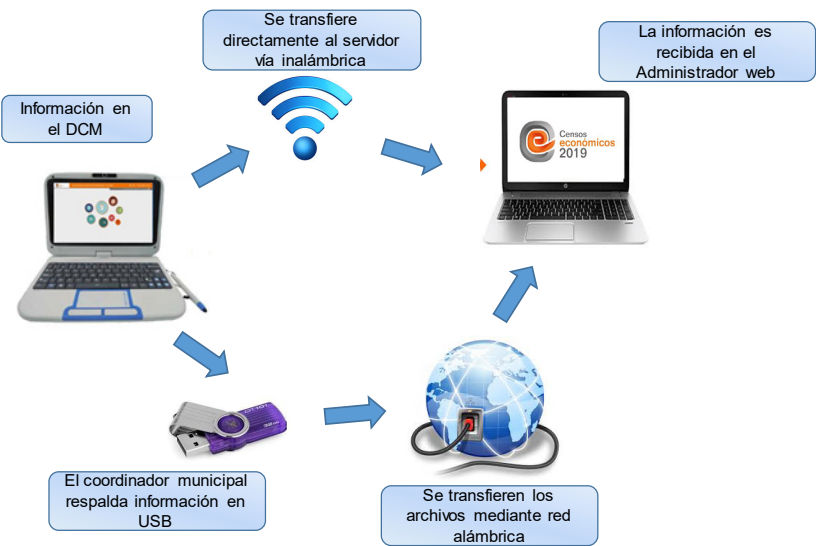 Se transfiere
directamente al servidor
vía inalámbrica
La información es
recibida en el
Administrador web
Información en
el DCM
Censos
económicos
2019
El coordinador municipal
respalda información en
USB
Se transfieren los
archivos mediante red
alámbrica